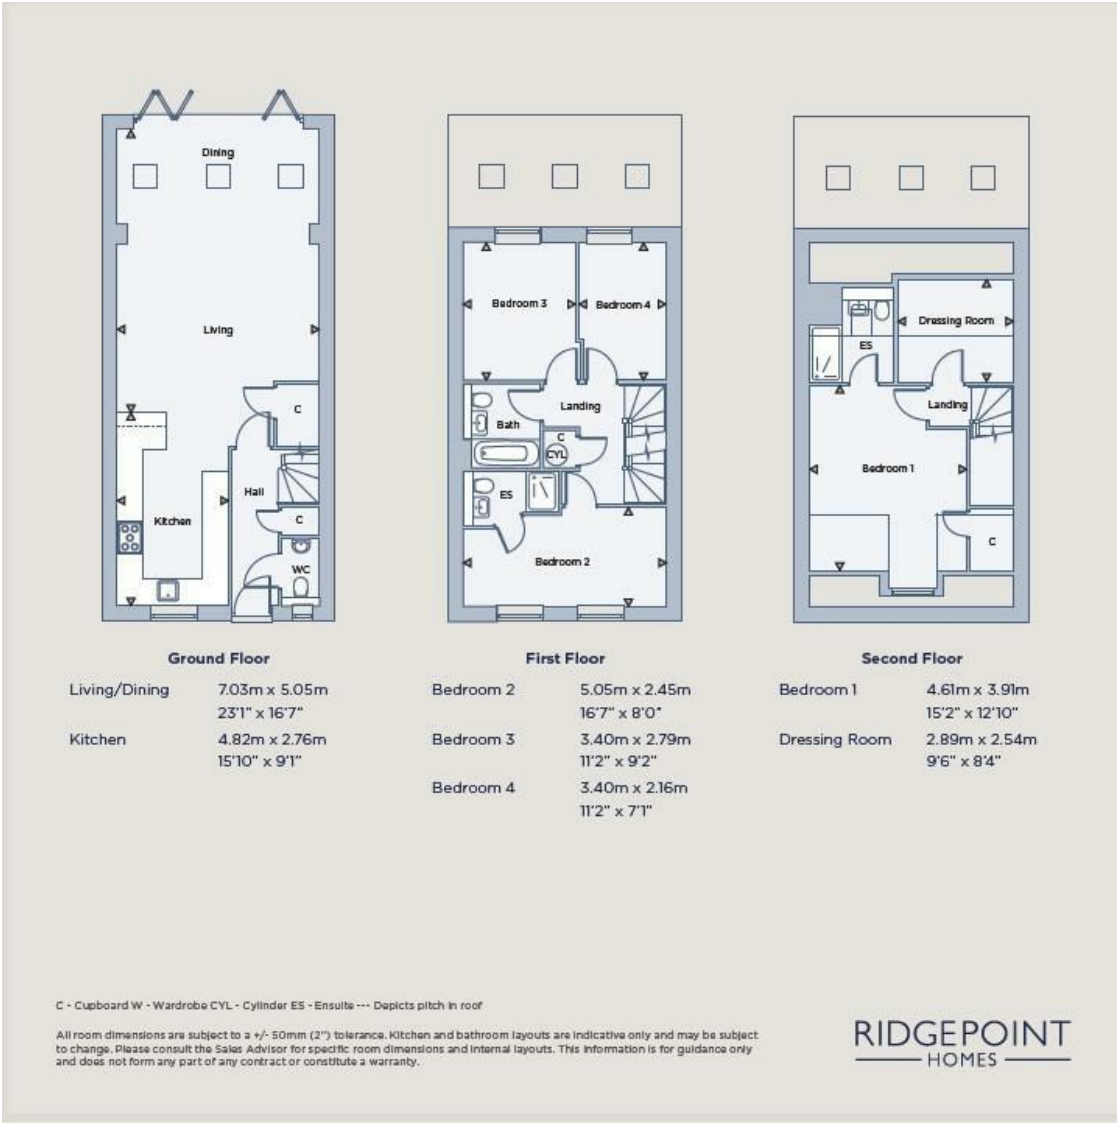 Dining
Living
C
Hall
Kitchen
C
WC
Bedroom 3
Bedroom 4
Landing
Bath
C
CYL
ES
Bedroom 2
Dressing Room
ES
Landing
Bedroom 1
C
Ground Floor
Living/Dining 7.03m x 5.05m
23'1" x 16'7"
Kitchen 4.82m x 2.76m
15'10" x 9'1"
First Floor
Bedroom 2 5.05m x 2.45m
16'7" x 8'0"
Bedroom 3 3.40m x 2.79m
11'2" x 9'2"
Bedroom 4 3.40m x 2.16m
11'2" x 7'1"
Second Floor
Bedroom 1 4.61m x 3.91m
15'2" x 12'10"
Dressing Room 2.89m x 2.54m
9'6" x 8'4"
C - Cupboard W - Wardrobe CYL - Cylinder ES - Ensuite --- Depicts pitch in roof
All room dimensions are subject to a +/- 50mm (2") tolerance. Kitchen and bathroom layouts are indicative only and may be subject
to change. Please consult the Sales Advisor for specific room dimensions and internal layouts. This information is for guidance only
and does not form any part of any contract or constitute a warranty.
RIDGEPOINT
HOMES